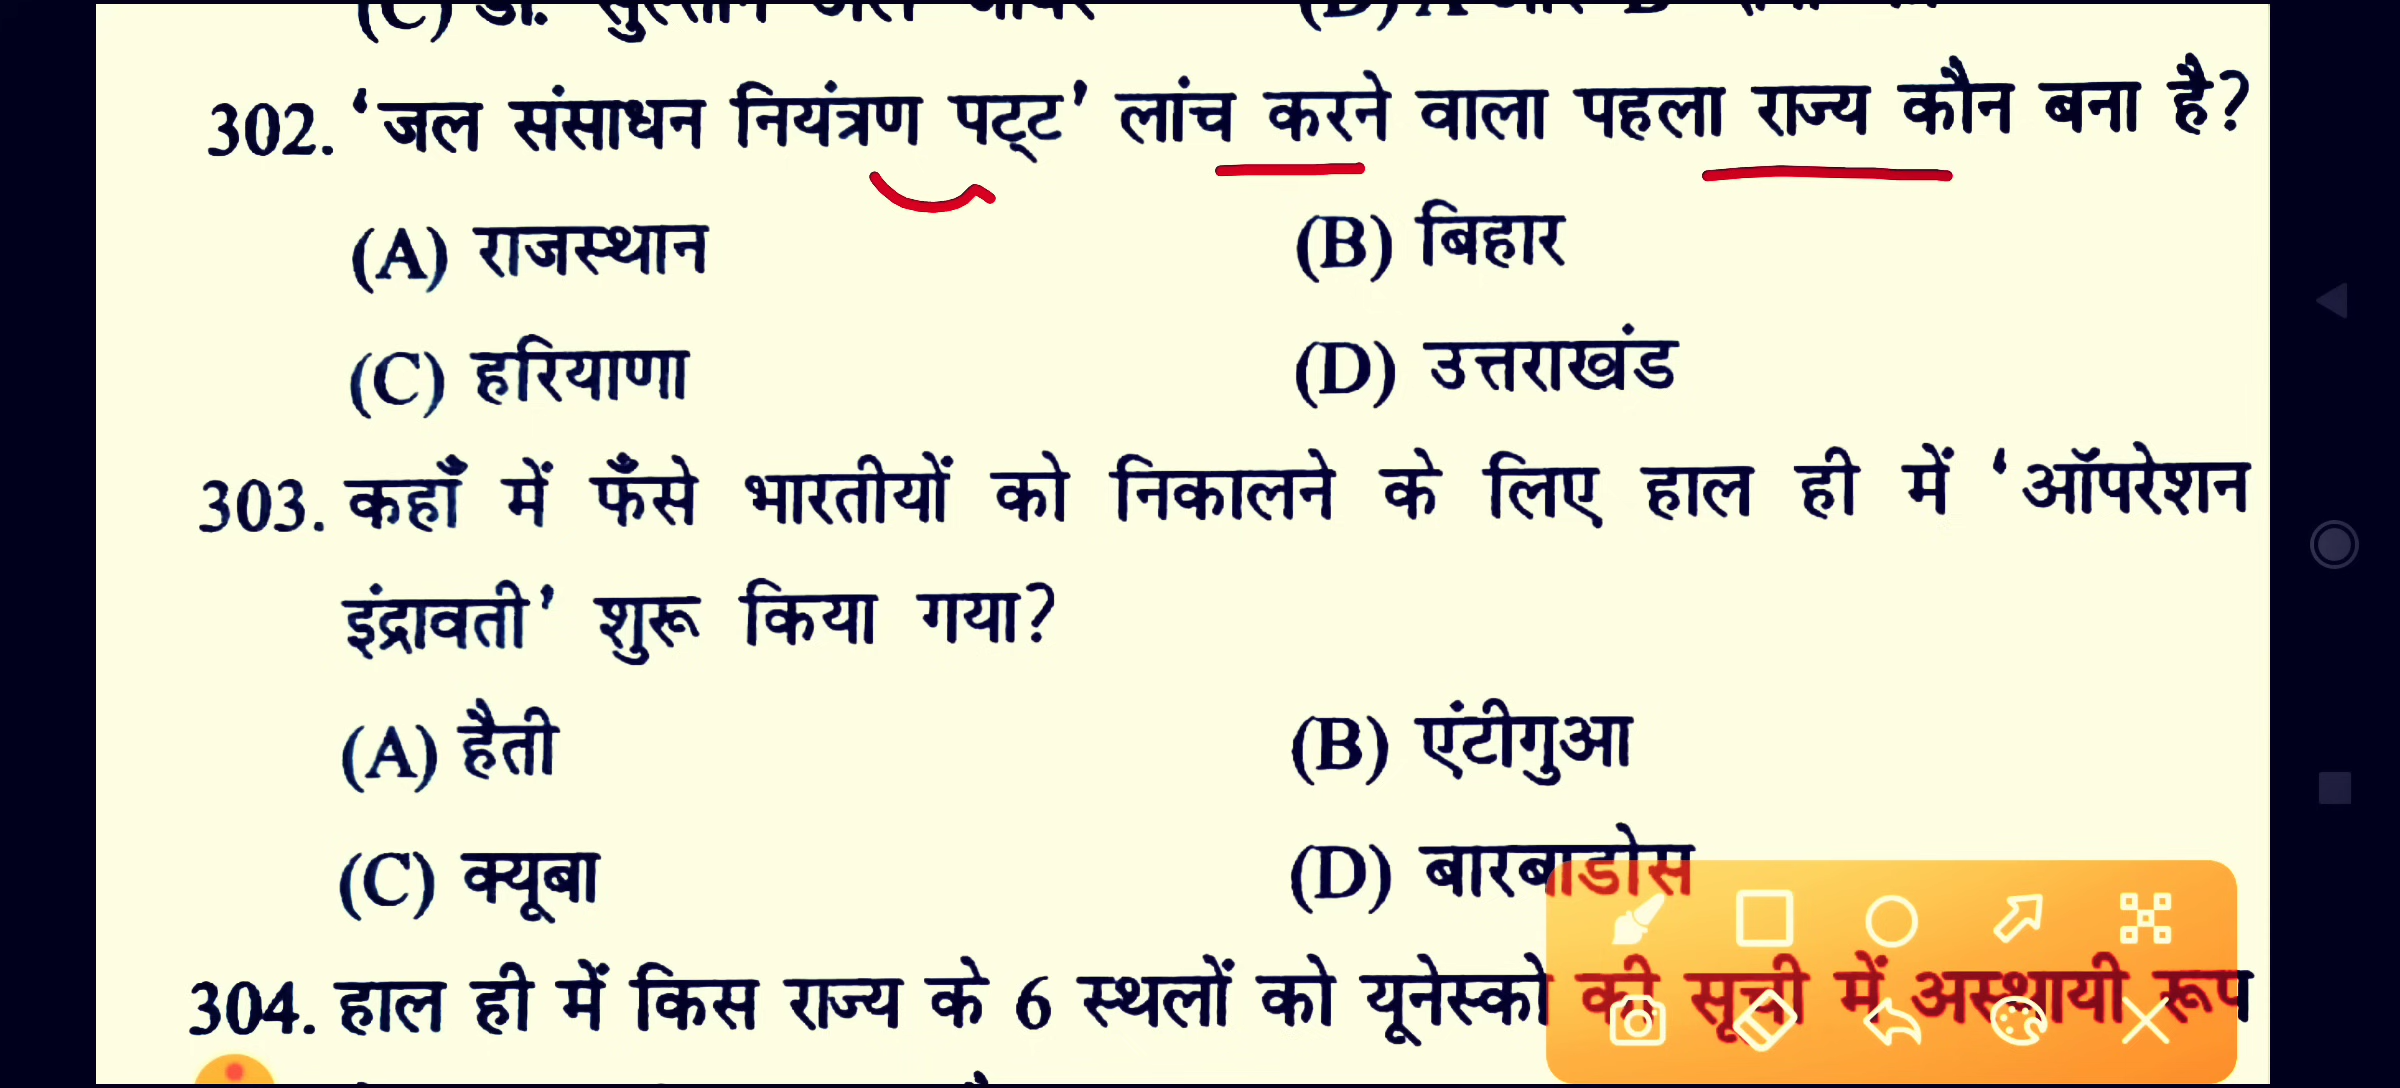 302. ‘जल संसाधन नियंत्रण पट्ट’ लांच करने वाला पहला राज्य कौन बना है?
(A) राजस्थान (B) बिहार
(C) हरियाणा (D) उत्तराखंड
303. कहाँ में फँसे भारतीयों को निकालने के लिए हाल ही में ‘ऑपरेशन
इंद्रावती’ शुरू किया गया?
(A) हैती (B) एंटीगुआ
(C) क्यूबा (D) बारबाडोस
304. हाल ही में किस राज्य के 6 स्थलों को यूनेस्को की सूची में अस्थायी रूप